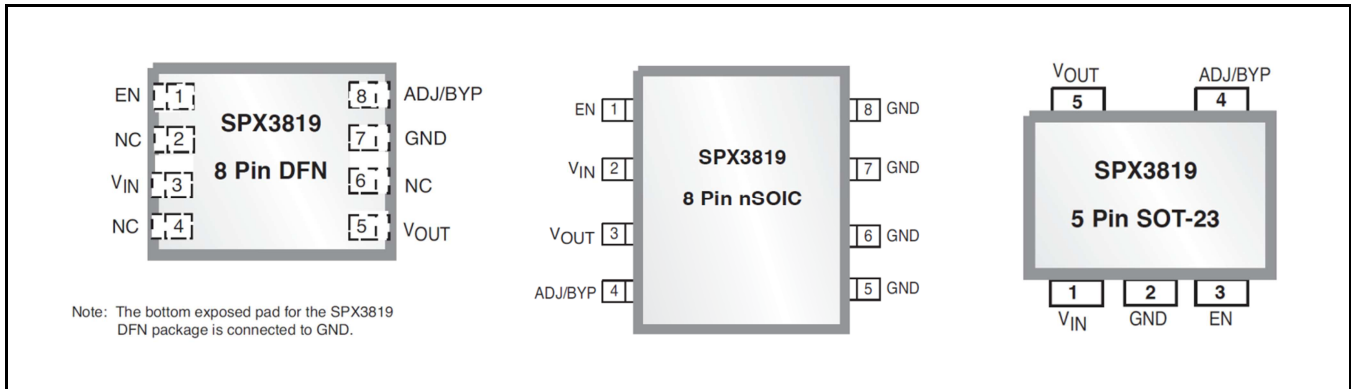 EN 1
NC 2
VIN 3
NC 4
SPX3819
8 Pin DFN
8 ADJ/BYP
7 GND
6 NC
5 VOUT
Note: The bottom exposed pad for the SPX3819
DFN package is connected to GND.
EN 1
VIN 2
VOUT 3
ADJ/BYP 4
SPX3819
8 Pin nSOIC
8 GND
7 GND
6 GND
5 GND
VOUT ADJ/BYP
5 4
SPX3819
5 Pin SOT-23
1 2 3
VIN GND EN